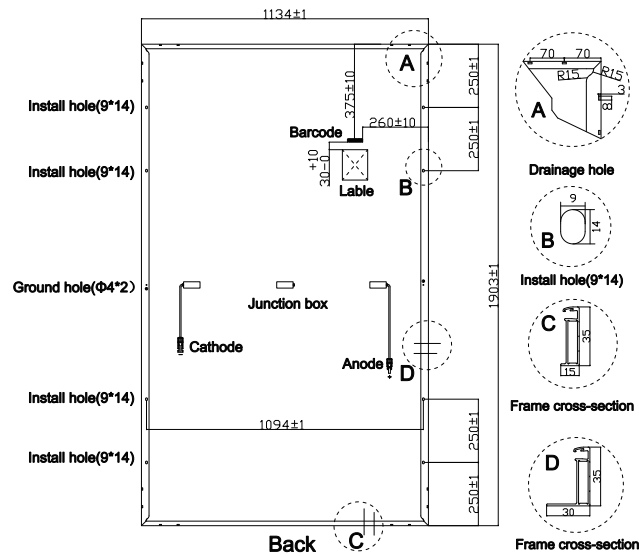 1134±1
A
375±10
250±1
Install hole(9*14)
Barcode
260±10
250±1
+10
30-0
Install hole(9*14)
Lable
B
Ground hole(Φ4*2)
Junction box
1903±1
Cathode
Anode
D
Install hole(9*14)
1094±1
250±1
Install hole(9*14)
250±1
C
Back
70 70
R15 R15
3
8
A
Drainage hole
9
14
B
Install hole(9*14)
C
35
15
Frame cross-section
D
35
30
Frame cross-section